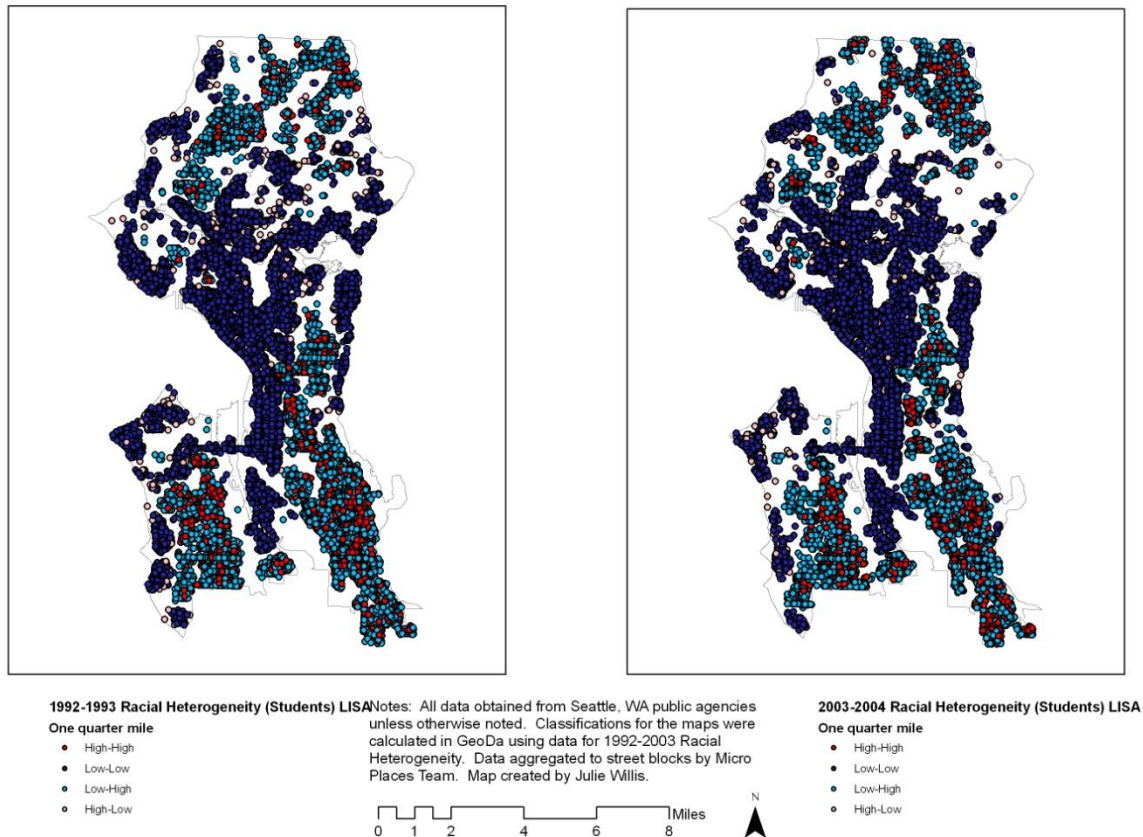 1992-1993 Racial Heterogeneity (Students) LISA
One quarter mile
High-High
Low-Low
Low-High
High-Low
Notes: All data obtained from Seattle, WA public agencies
unless otherwise noted. Classifications for the maps were
calculated in GeoDa using data for 1992-2003 Racial
Heterogeneity. Data aggregated to street blocks by Micro
Places Team. Map created by Julie Willis.
Miles
0 1 2 4 6 8
N
2003-2004 Racial Heterogeneity (Students) LISA
One quarter mile
High-High
Low-Low
Low-High
High-Low